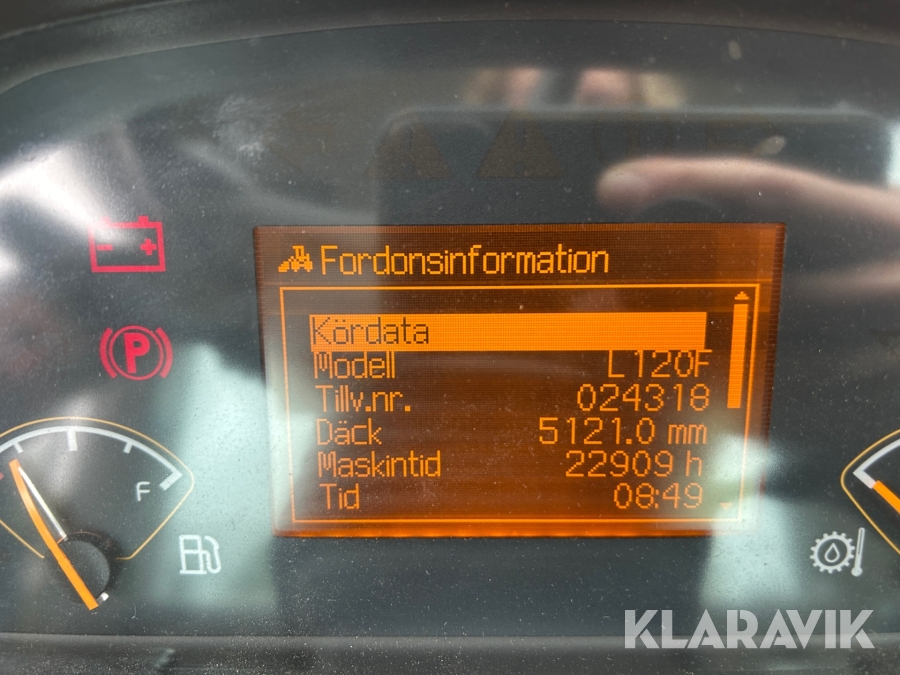 Fordonsinformation
Kördata
Modell L120F
Tillv.nr. 024318
Däck 5121.0 mm
Maskintid 22909 h
Tid 08:49
P
F
KLARAVIK